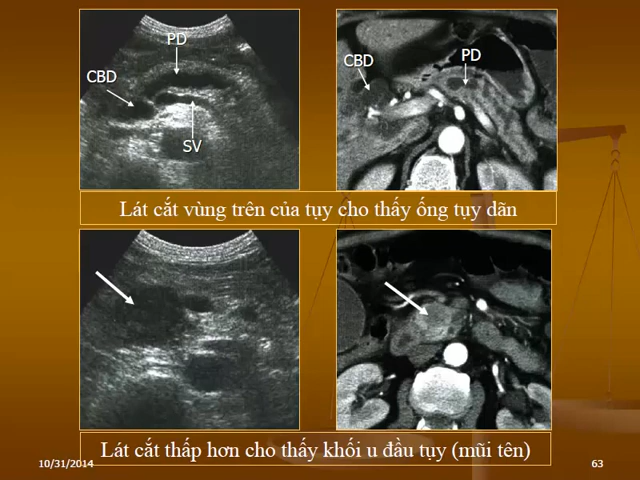 PD
CBD
SV
CBD
PD
Lát cắt vùng trên của tụy cho thấy ống tụy dãn
Lát cắt thấp hơn cho thấy khối u đầu tụy (mũi tên)
10/31/2014
63